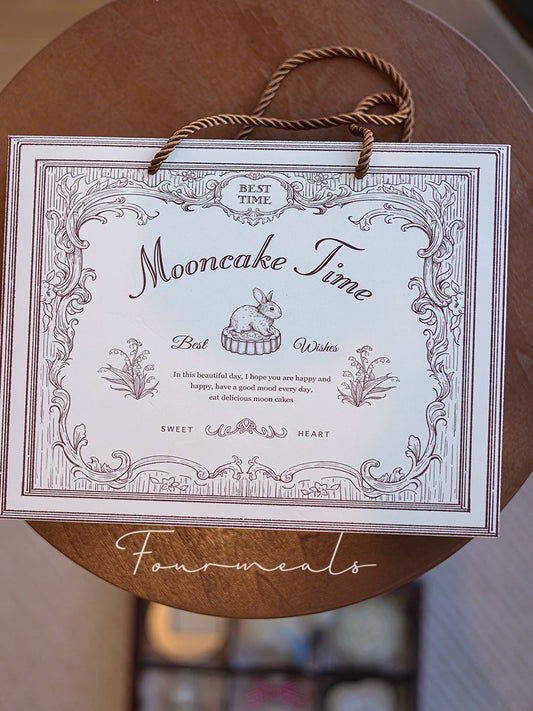 BEST
TIME
Mooncake Time
Best Wishes
In this beautiful day, I hope you are happy and
happy, have a good mood every day,
eat delicious moon cakes
SWEET HEART
Fourmeals